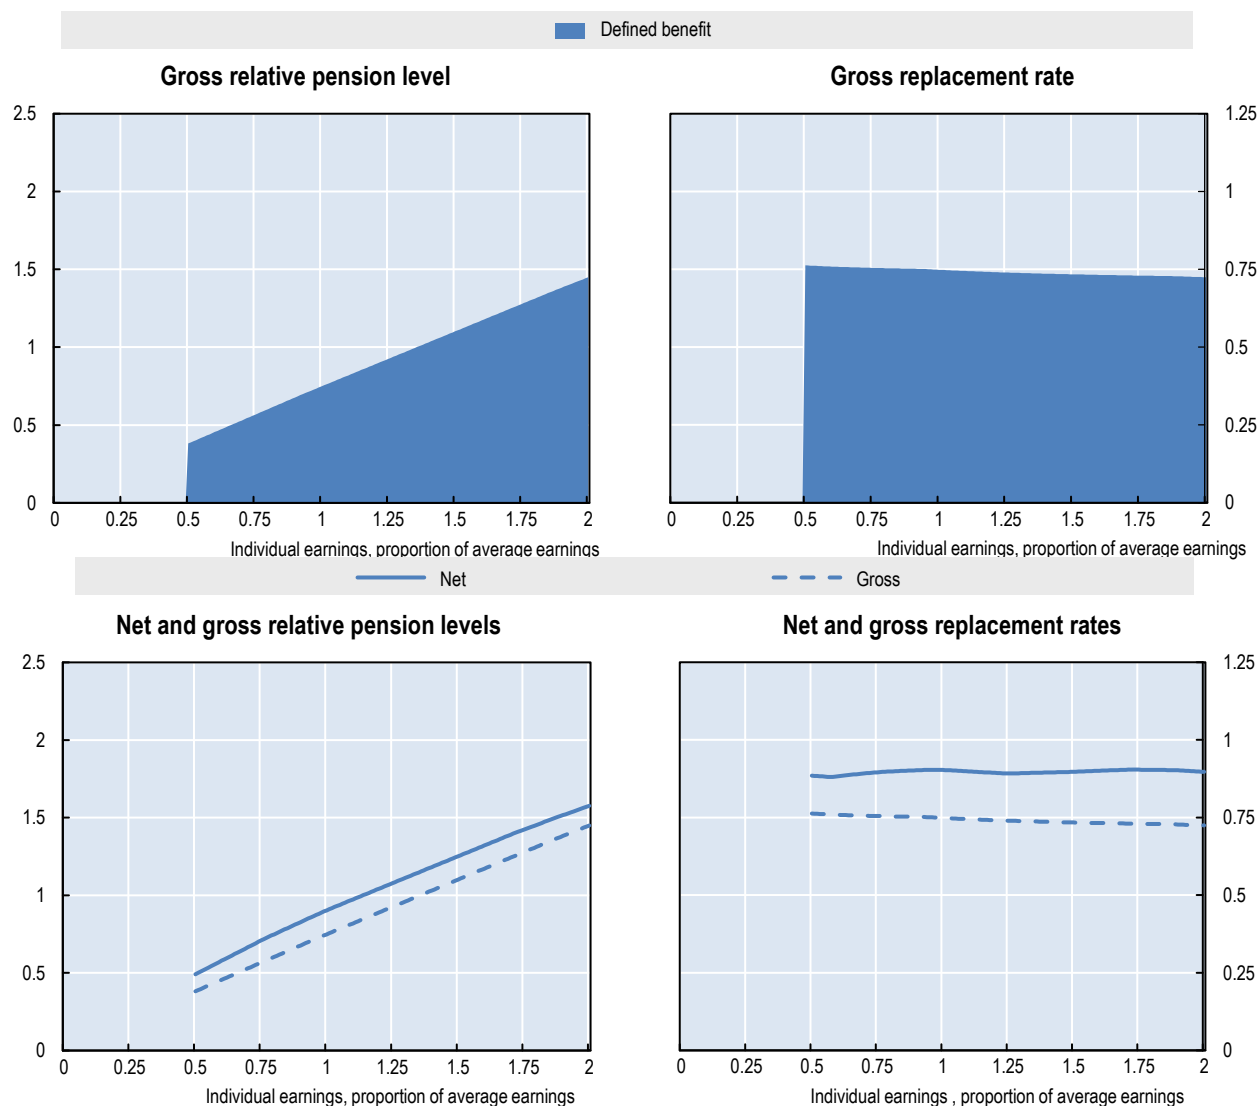 Defined benefit
Gross relative pension level
Gross replacement rate
2.5
2
1.5
1
0.5
0
0 0.25 0.5 0.75 1 1.25 1.5 1.75 2
Individual earnings, proportion of average earnings
1.25
1
0.75
0.5
0.25
0
0 0.25 0.5 0.75 1 1.25 1.5 1.75 2
Individual earnings, proportion of average earnings
Net Gross
Net and gross relative pension levels
Net and gross replacement rates
2.5
2
1.5
1
0.5
0
0 0.25 0.5 0.75 1 1.25 1.5 1.75 2
Individual earnings, proportion of average earnings
1.25
1
0.75
0.5
0.25
0
0 0.25 0.5 0.75 1 1.25 1.5 1.75 2
Individual earnings , proportion of average earnings